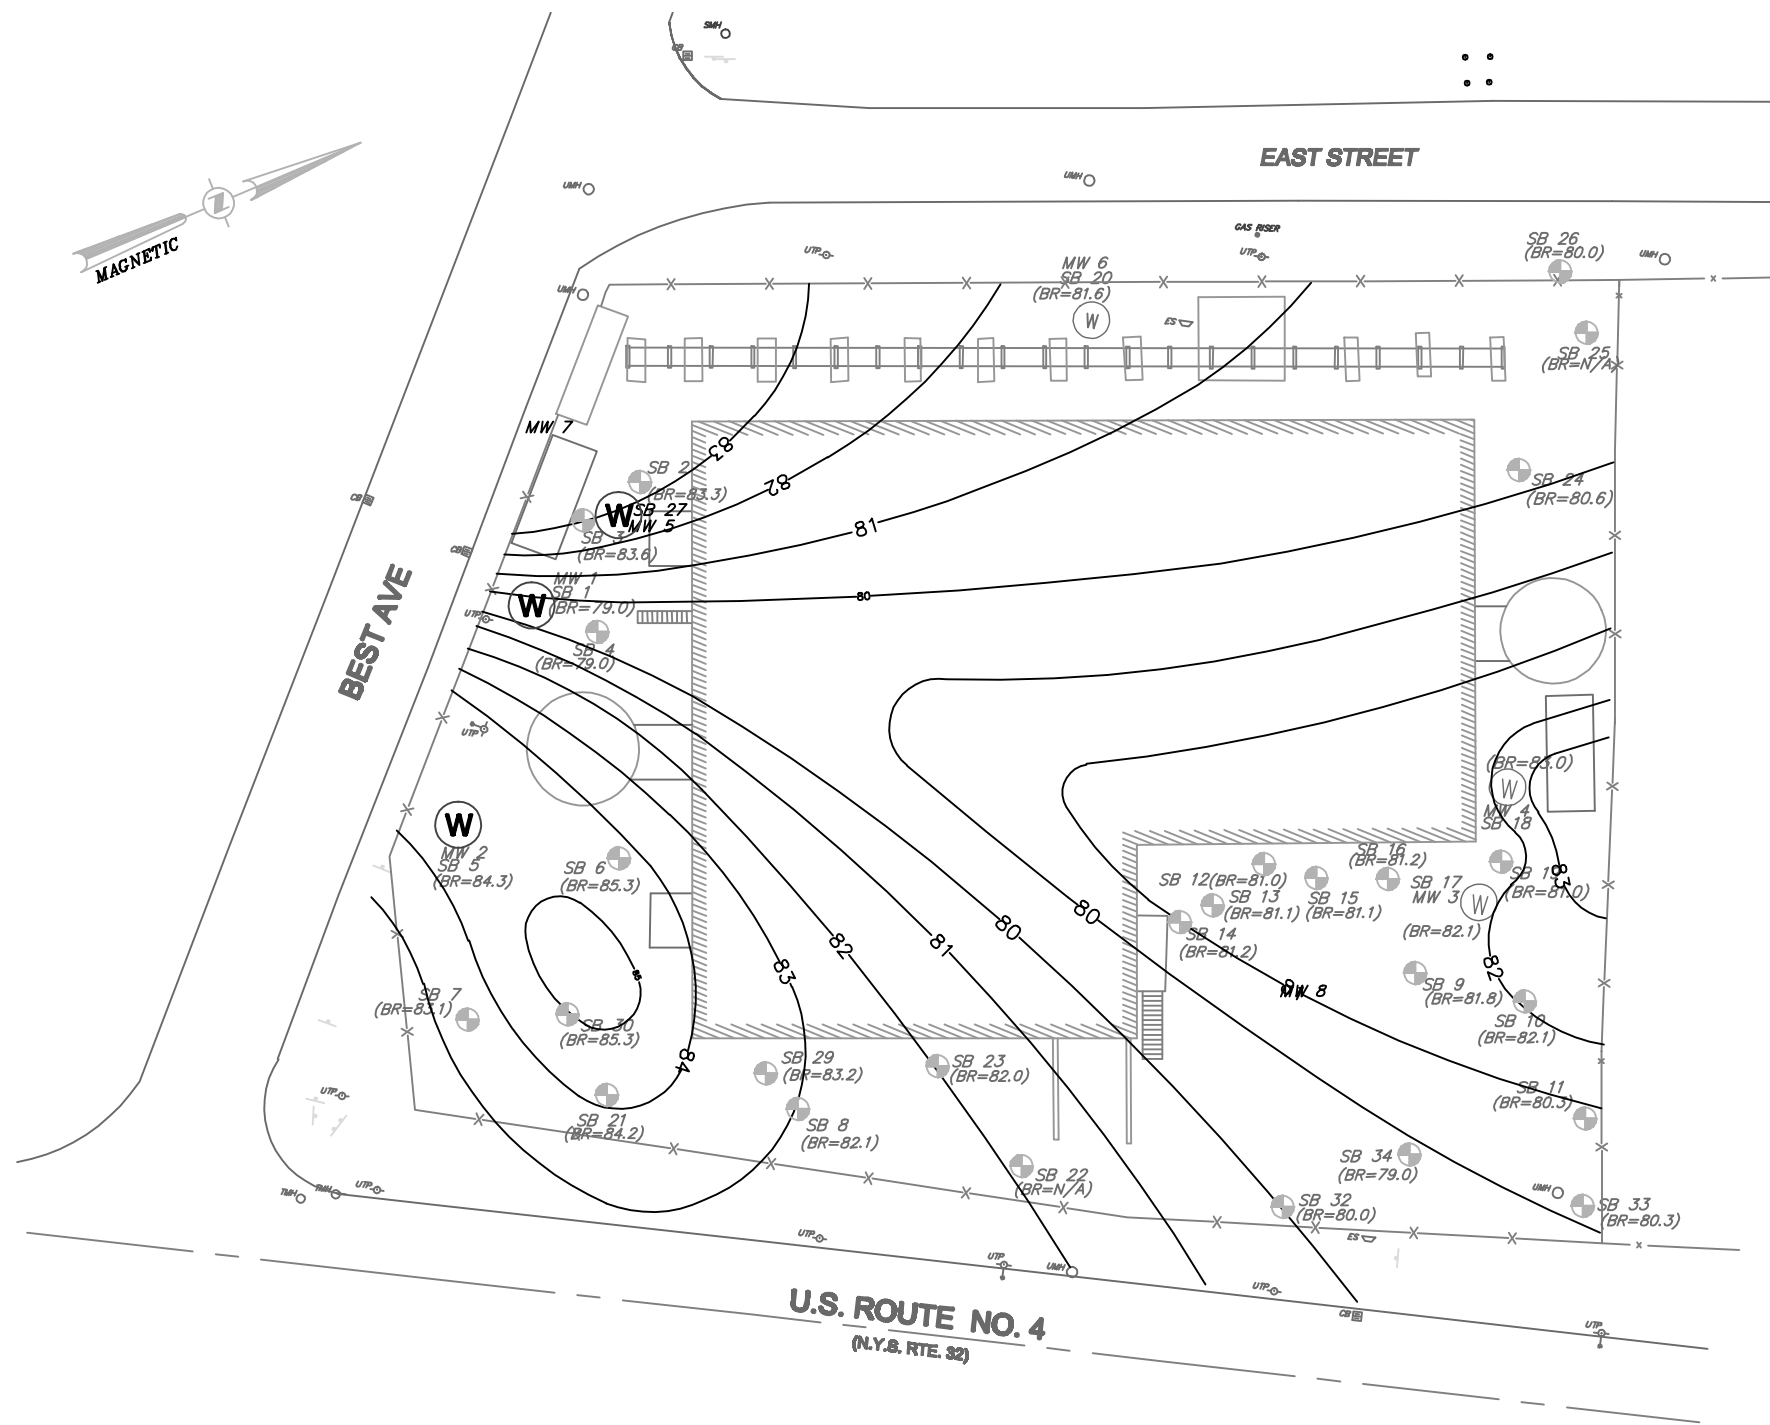 SMH
CB
EAST STREET
UMH
UMH
MAGNETIC
GAS RISER
UTP
UTP
SB 26
(BR=80.0)
UMH
MW 6
SB 20
(BR=81.6)
UMH
ES
SB 25
(BR=N/A)
W
MW 7
83
SB 2
(BR=83.3)
82
SB 24
(BR=80.6)
CB
W
SB 27
MW 5
81
SB 3
(BR=83.6)
CB
BEST AVE
MW 1
SB 1
(BR=79.0)
W
80
UTP
SB 4
(BR=79.0)
UTP
(BR=83.0)
W
MW 4
SB 18
W
MW 2
SB 5
(BR=84.3)
SB 6
(BR=85.3)
SB 16
(BR=81.2)
SB 12(BR=81.0)
SB 13
(BR=81.1)
SB 15
(BR=81.1)
SB 17
MW 3
W
(BR=82.1)
SB 19
(BR=81.0)
83
SB 14
(BR=81.2)
80
80
81
82
83
85
82
SB 9
(BR=81.8)
MW 8
SB 7
(BR=83.1)
SB 30
(BR=85.3)
SB 10
(BR=82.1)
84
SB 29
(BR=83.2)
SB 23
(BR=82.0)
UTP
SB 11
(BR=80.3)
SB 21
(BR=84.2)
SB 8
(BR=82.1)
SB 34
(BR=79.0)
SB 22
(BR=N/A)
TMH
TMH
UTP
UMH
SB 32
(BR=80.0)
SB 33
(BR=80.3)
UTP
ES
UTP
UMH
UTP
CB
UTP
U.S. ROUTE NO. 4
(N.Y.S. RTE. 32)